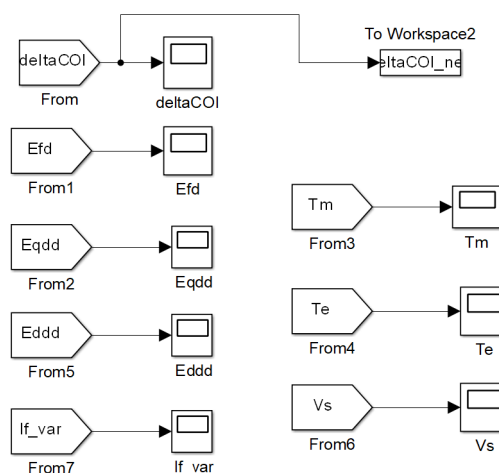 To Workspace2
deltaCOI
From
deltaCOI
eltaCOI_ne
Efd
From1
Efd
Tm
From3
Tm
Eqdd
From2
Eqdd
Te
From4
Te
Eddd
From5
Eddd
Vs
From6
Vs
If_var
From7
If_var